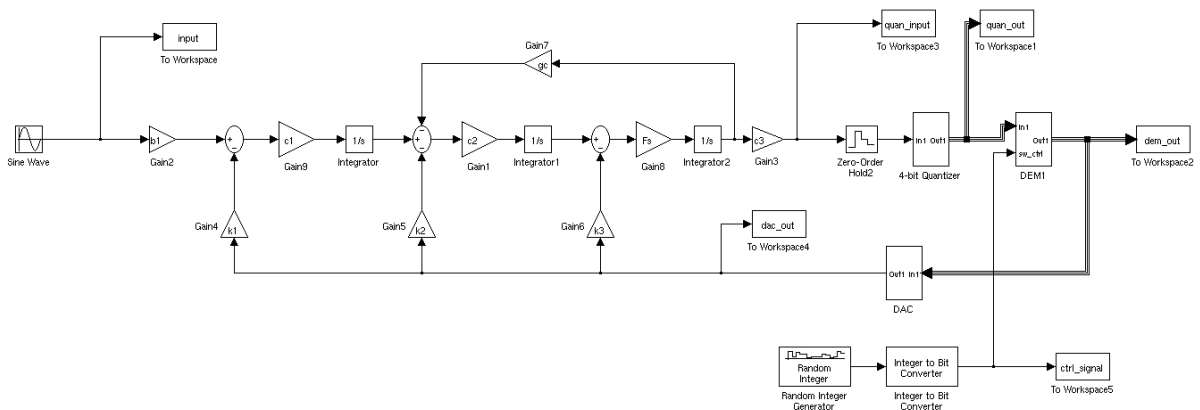 input
To Workspace
Gain7
gc
quan_input
To Workspace3
quan_out
To Workspace1
Sine Wave
b1
Gain2
+
−
c1
Gain9
1/s
Integrator
−
+
−
c2
Gain1
1/s
Integrator1
+
−
Fs
Gain8
1/s
Integrator2
c3
Gain3
Zero-Order
Hold2
In1 Out1
4-bit Quantizer
In1
Out1
sw_ctrl
DEM1
dem_out
To Workspace2
Gain4
k1
Gain5
k2
Gain6
k3
dac_out
To Workspace4
Out1 In1
DAC
Random
Integer
Random Integer
Generator
Integer to Bit
Converter
Integer to Bit
Converter
ctrl_signal
To Workspace5